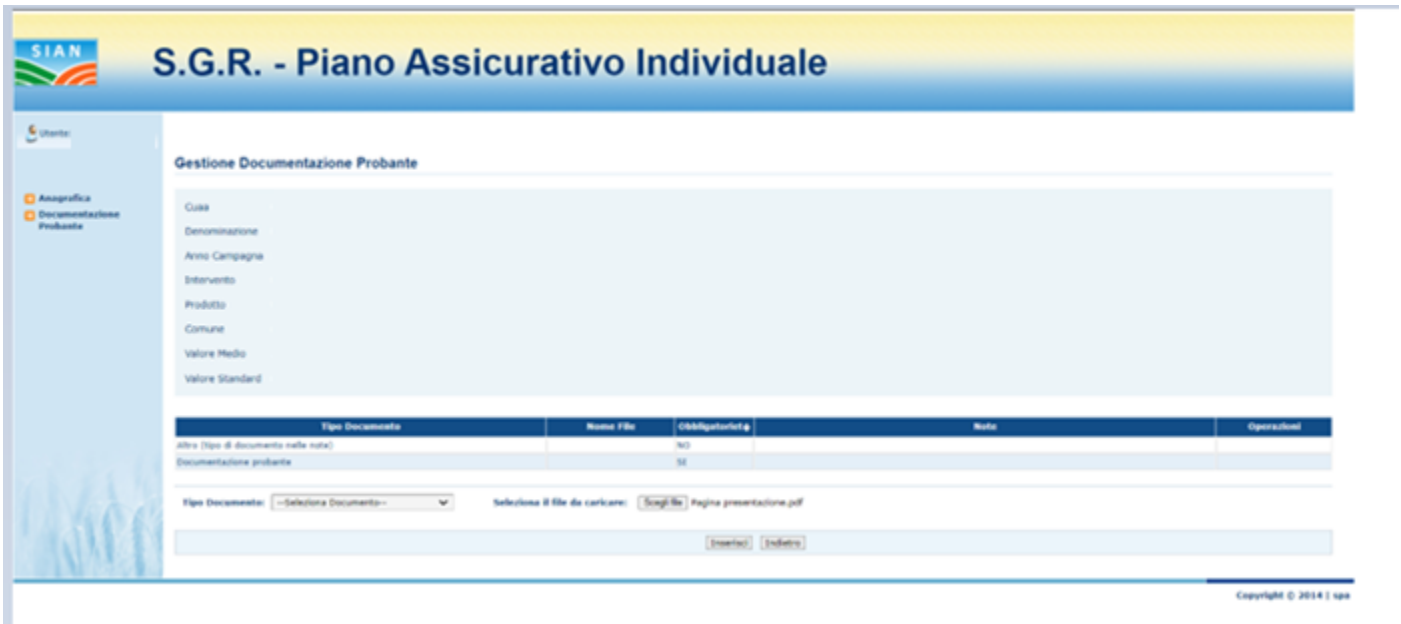 SIAN
S.G.R. - Piano Assicurativo Individuale
Utente:
Anagrafica
Documentazione
Probante
Gestione Documentazione Probante
Cuaa
Denominazione
Anno Campagna
Intervento
Prodotto
Comune
Valore Medio
Valore Standard
Tipo Documento Nome File Obbligatoriet� Note Operazioni
Altro (tipo di documento nelle note) NO
Documentazione probante SI
Tipo Documento: --Seleziona Documento-- Seleziona il file da caricare: Scegli file Pagina presentazione.pdf
Inserisci Indietro
Copyright © 2014 | spa